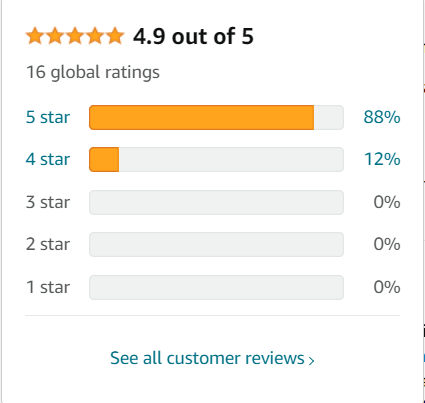 4.9 out of 5
16 global ratings
5 star 88%
4 star 12%
3 star 0%
2 star 0%
1 star 0%
See all customer reviews ›